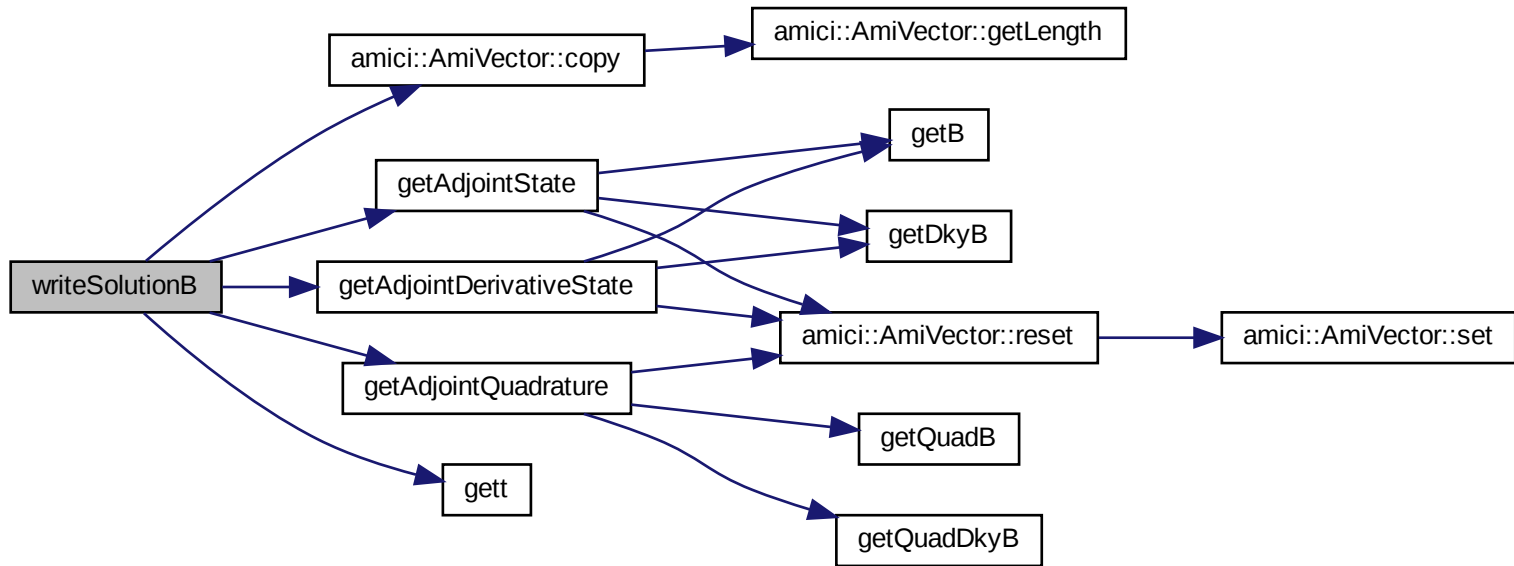 writeSolutionB
amici::AmiVector::copy
amici::AmiVector::getLength
getAdjointState
getB
getDkyB
getAdjointDerivativeState
amici::AmiVector::reset
amici::AmiVector::set
getAdjointQuadrature
getQuadB
gett
getQuadDkyB